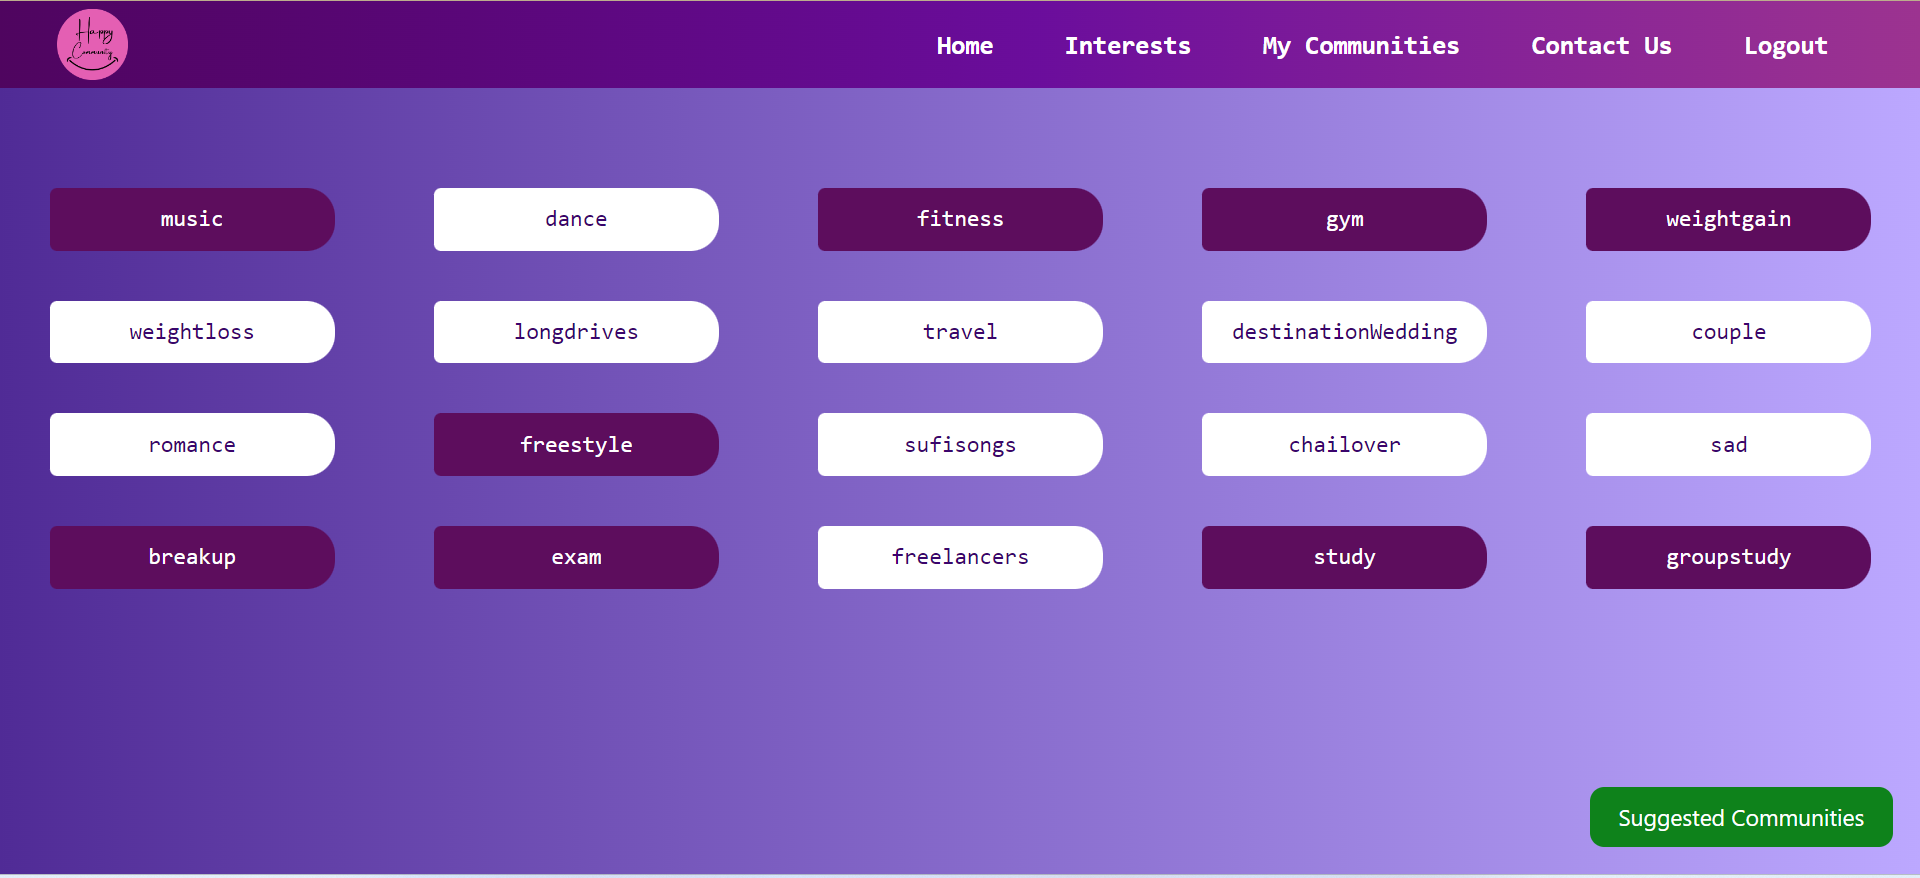 Happy
Community
Home Interests My Communities Contact Us Logout
music dance fitness gym weightgain
weightloss longdrives travel destinationWedding couple
romance freestyle sufisongs chailover sad
breakup exam freelancers study groupstudy
Suggested Communities